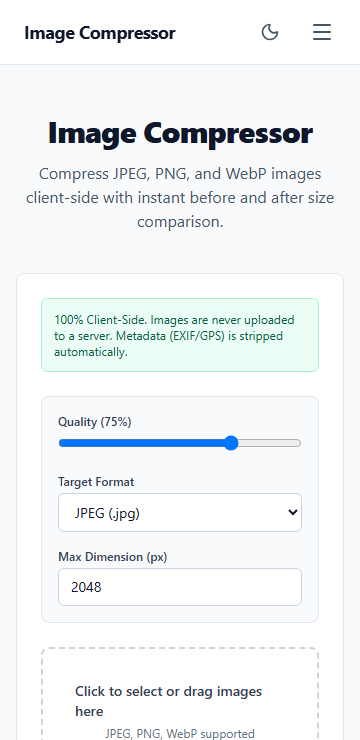 Image Compressor
Image Compressor
Compress JPEG, PNG, and WebP images
client-side with instant before and after size
comparison.
100% Client-Side. Images are never uploaded
to a server. Metadata (EXIF/GPS) is stripped
automatically.
Quality (75%)
Target Format
JPEG (.jpg)
Max Dimension (px)
2048
Click to select or drag images
here
JPEG, PNG, WebP supported